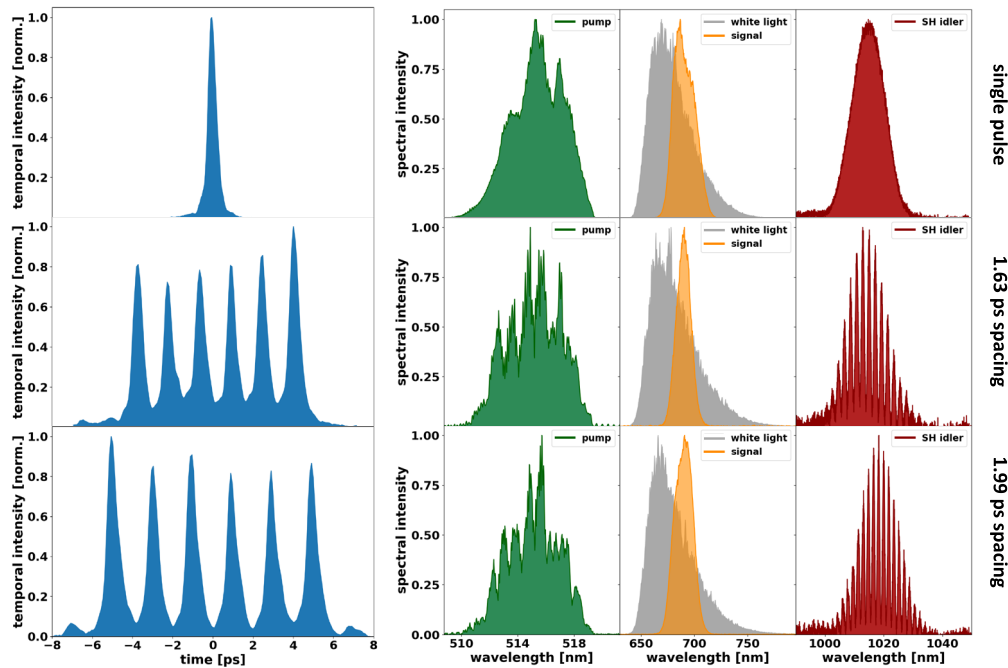 temporal intensity [norm.]
1.0
0.8
0.6
0.4
0.2
spectral intensity
1.00
0.75
0.50
0.25
pump
white light
signal
SH idler
single pulse
temporal intensity [norm.]
1.0
0.8
0.6
0.4
0.2
spectral intensity
1.00
0.75
0.50
0.25
pump
white light
signal
SH idler
1.63 ps spacing
temporal intensity [norm.]
1.0
0.8
0.6
0.4
0.2
0.0
−8 −6 −4 −2 0 2 4 6 8
time [ps]
spectral intensity
1.00
0.75
0.50
0.25
0.00
pump
510 514 518
wavelength [nm]
white light
signal
650 700 750
wavelength [nm]
SH idler
1000 1020 1040
wavelength [nm]
1.99 ps spacing